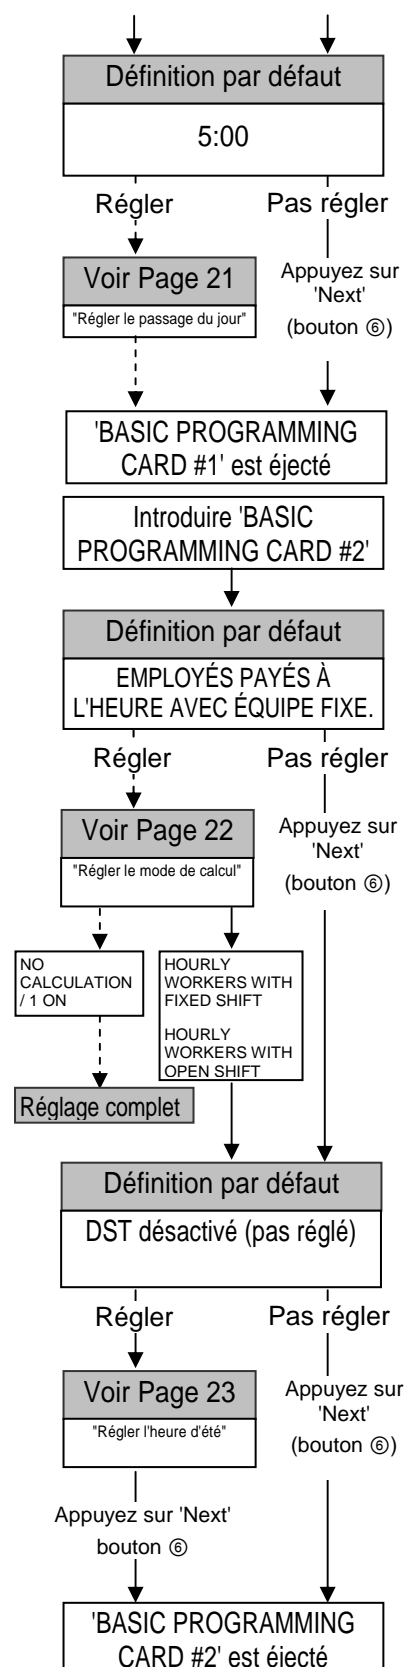 Définition par défaut
5:00
Régler
Pas régler
Voir Page 21
"Régler le passage du jour"
Appuyez sur
'Next'
(bouton ⑥)
'BASIC PROGRAMMING
CARD #1' est éjecté
Introduire 'BASIC
PROGRAMMING CARD #2'
Définition par défaut
EMPLOYÉS PAYÉS À
L'HEURE AVEC ÉQUIPE FIXE.
Régler
Pas régler
Voir Page 22
"Régler le mode de calcul"
Appuyez sur
'Next'
(bouton ⑥)
NO
CALCULATION
/ 1 ON
HOURLY
WORKERS WITH
FIXED SHIFT
HOURLY
WORKERS WITH
OPEN SHIFT
Réglage complet
Définition par défaut
DST désactivé (pas réglé)
Régler
Pas régler
Voir Page 23
"Régler l'heure d'été"
Appuyez sur
'Next'
(bouton ⑥)
Appuyez sur 'Next'
bouton ⑥
'BASIC PROGRAMMING
CARD #2' est éjecté